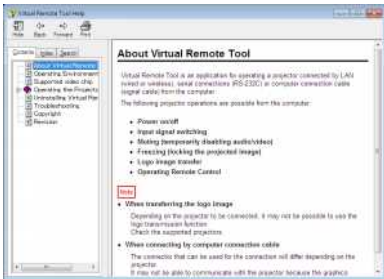 Virtual Remote Tool Help
Hide Back Forward Print
Contents Index Search
About Virtual Remote
Operating Environment
Supported video chip
Operating the Projecto
Uninstalling Virtual Rem
Troubleshooting
Copyright
Revision
About Virtual Remote Tool
Virtual Remote Tool is an application for operating a projector connected by LAN
(wired or wireless), serial connections (RS-232C) or computer connection cable
(signal cable) from the computer.
The following projector operations are possible from the computer.
• Power on/off
• Input signal switching
• Muting (temporarily disabling audio/video)
• Freezing (locking the projected image)
• Logo image transfer
• Operating Remote Control
Note
• When transferring the logo image
Depending on the projector to be connected, it may not be possible to use the
logo transmission function.
Check the supported projectors
• When connecting by computer connection cable
The connector that can be used for the connection will differ depending on the
projector.
It may not be able to communicate with the projector because the graphics